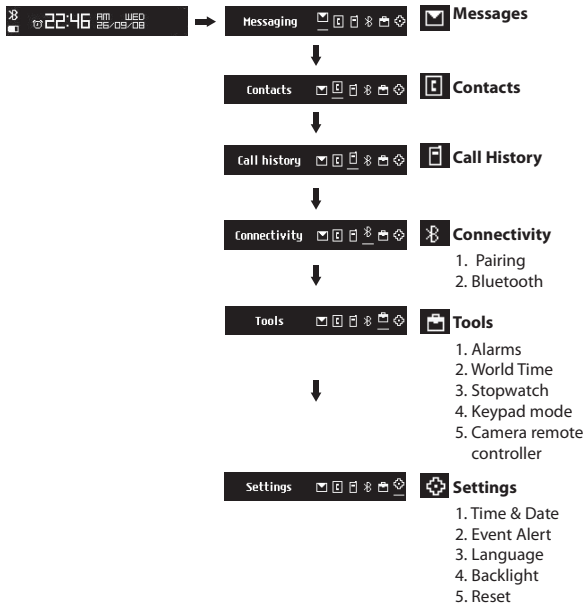 22:46 AM WED
26/09/08
Messaging
Messages
Contacts
Contacts
Call history
Call History
Connectivity
Connectivity
1. Pairing
2. Bluetooth
Tools
Tools
1. Alarms
2. World Time
3. Stopwatch
4. Keypad mode
5. Camera remote
controller
Settings
Settings
1. Time & Date
2. Event Alert
3. Language
4. Backlight
5. Reset